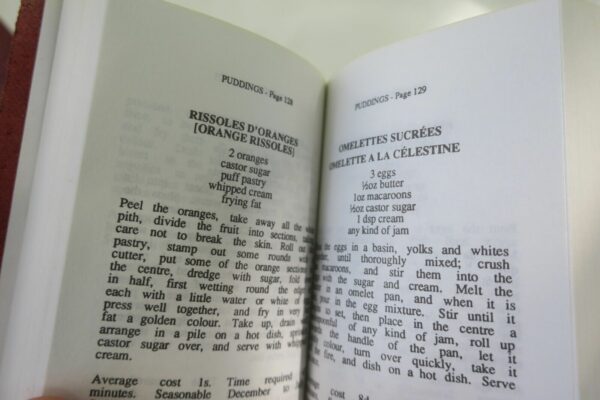 PUDDINGS - Page 128
RISSOLES D'ORANGES
[ORANGE RISSOLES]
2 oranges
castor sugar
puff pastry
whipped cream
frying fat
Peel the oranges, take away all the
pith, divide the fruit into sections,
care not to break the skin. Roll out
pastry, stamp out some rounds with
cutter, put some of the orange sections
the centre, dredge with sugar, fold
in half, first wetting round the edges
each with a little water or white of
press well together, and fry in very
fat a golden colour. Take up, drain
arrange in a pile on a hot dish, sprinkle
castor sugar over, and serve with whipped
cream.
Average cost 1s. Time required
minutes. Seasonable December to
PUDDINGS - Page 129
OMELETTES SUCRÉES
OMELETTE A LA CÉLESTINE
3 eggs
½oz butter
1oz macaroons
½oz castor sugar
1 dsp cream
any kind of jam
the eggs in a basin, yolks and whites
until thoroughly mixed; crush
macaroons, and stir them into the
with the sugar and cream. Melt the
in an omelet pan, and when it is
pour in the egg mixture. Stir until it
to set, then place in the centre a
of any kind of jam, roll up
the handle of the pan, let it
colour, turn over quickly, take it
fire, and dish on a hot dish. Serve
cost 8d.